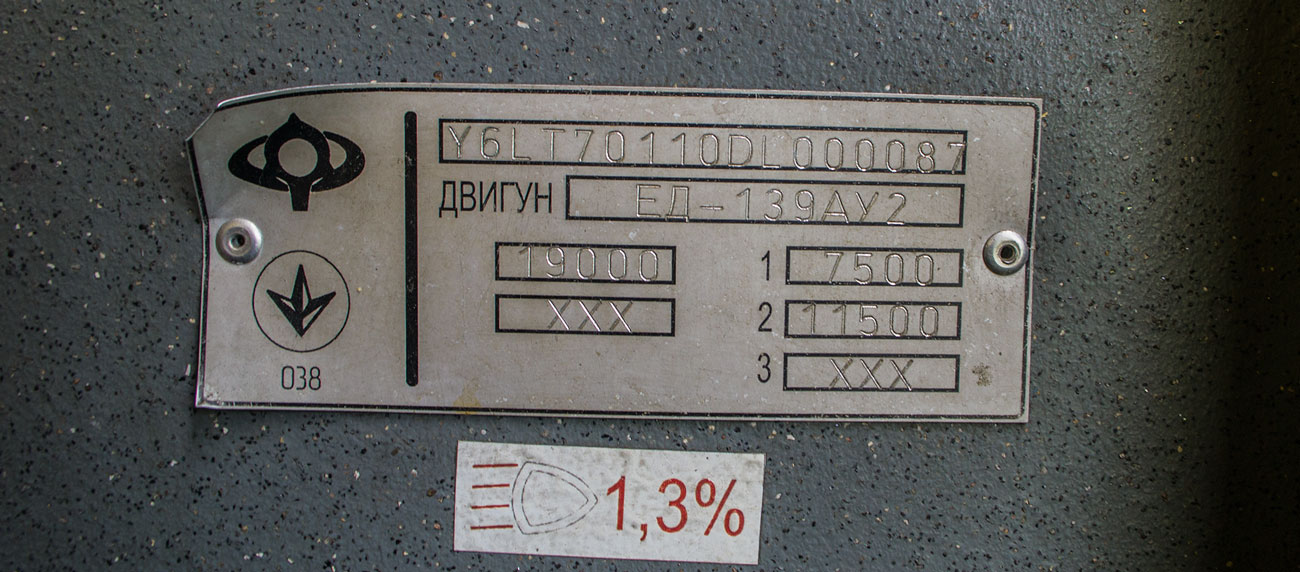 Y6LT70110DL000087
ДВИГУН ЕД-139АУ2
19000 1 7500
XXX 2 11500
3 XXX
038
1,3%